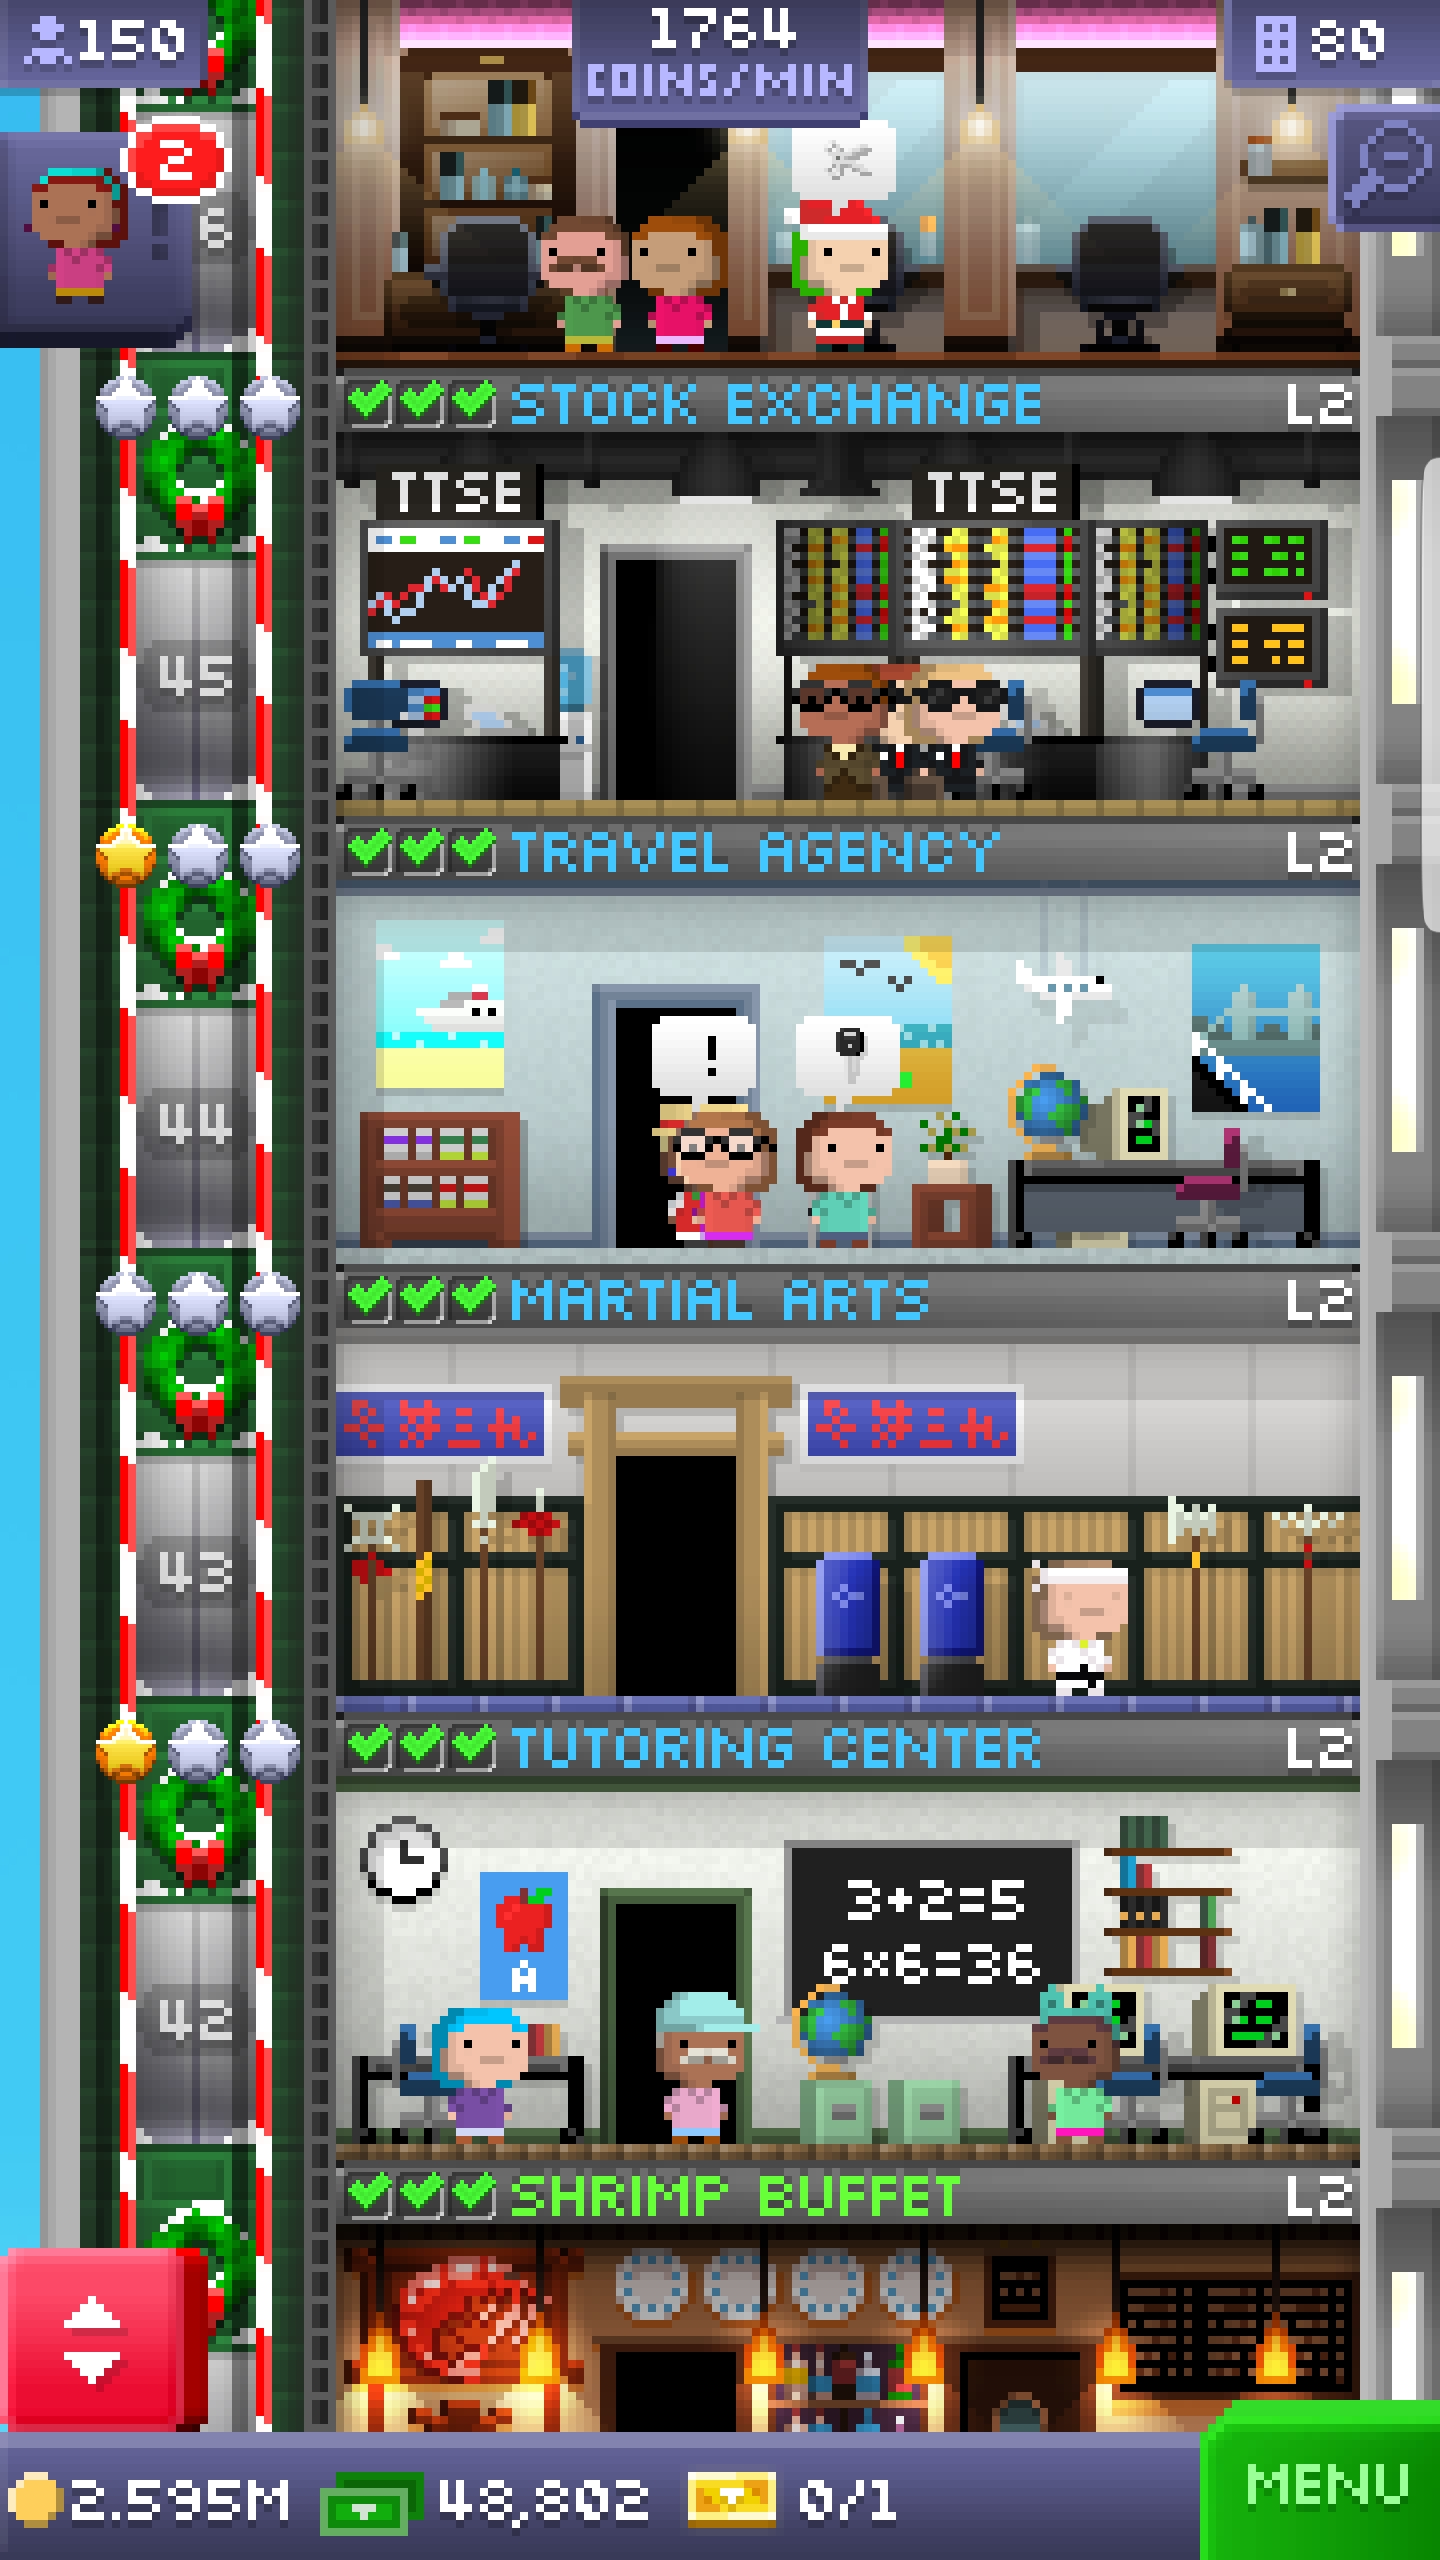 150
1764
COINS/MIN
80
2
6
STOCK EXCHANGE L2
TTSE TTSE
45
TRAVEL AGENCY L2
!
44
MARTIAL ARTS L2
43
TUTORING CENTER L2
3+2=5
6×6=36
A
42
SHRIMP BUFFET L2
2.595M 48,802 0/1
MENU